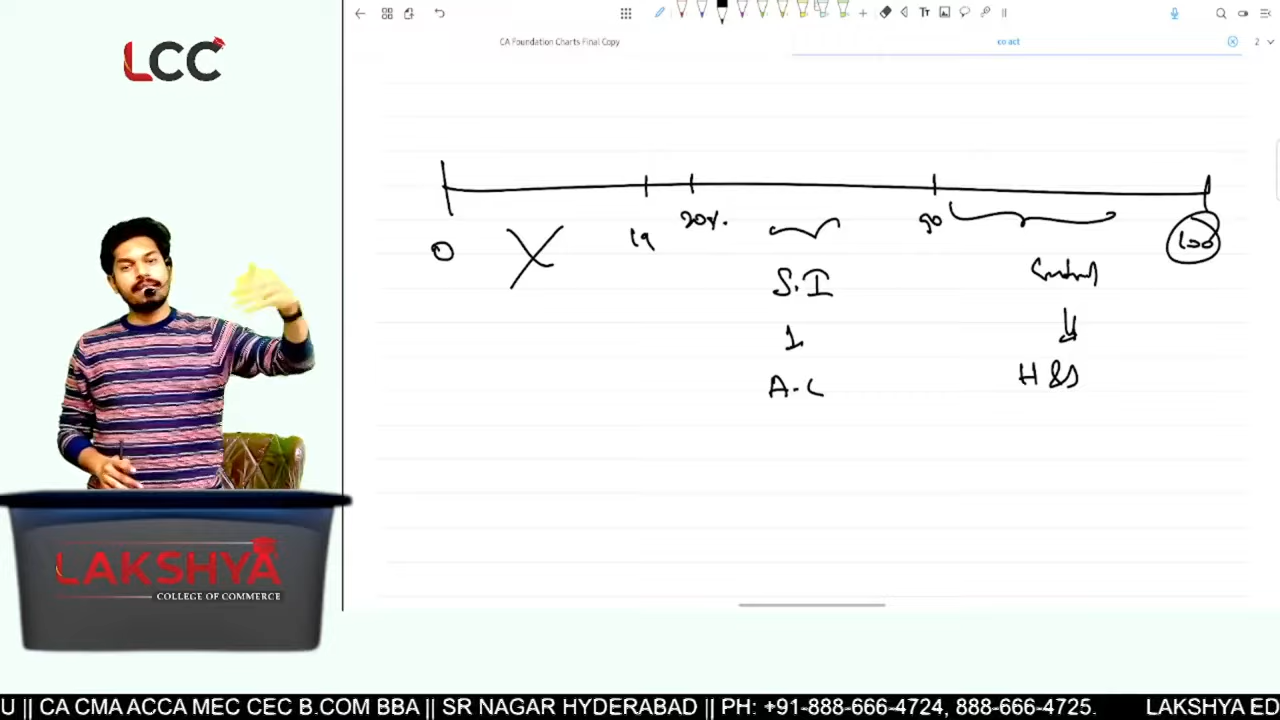 LCC
CA Foundation Charts Final Copy
co act
2
Tт
0
19
20%.
50
100
S.I
Control
A.C
H &S
LAKSHYA
COLLEGE OF COMMERCE
U || CA CMA ACCA MEC CEC B.COM BBA || SR NAGAR HYDERABAD || PH: +91-888-666-4724, 888-666-4725. LAKSHYA ED